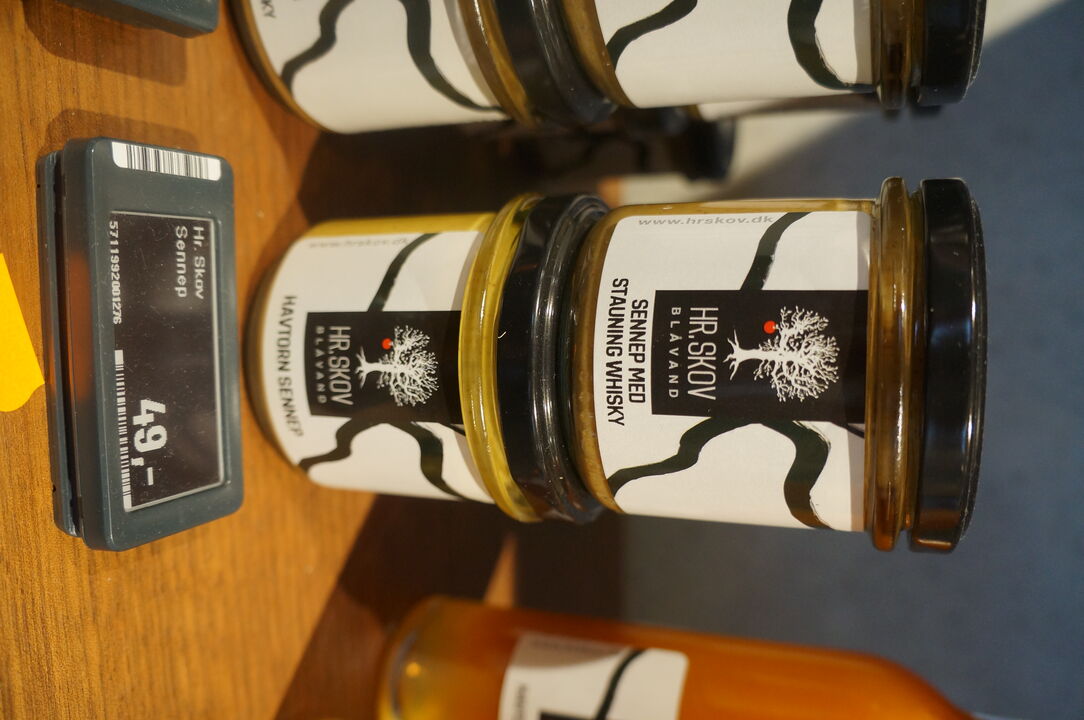 www.hrskov.dk
HR.SKOV
BLÅVAND
SENNEP MED
STAUNING WHISKY
www.hrskov.dk
HR.SKOV
BLÅVAND
HAVTORN SENNEP
Hr. Skov
Sennep
49,-
5711992001276
KY